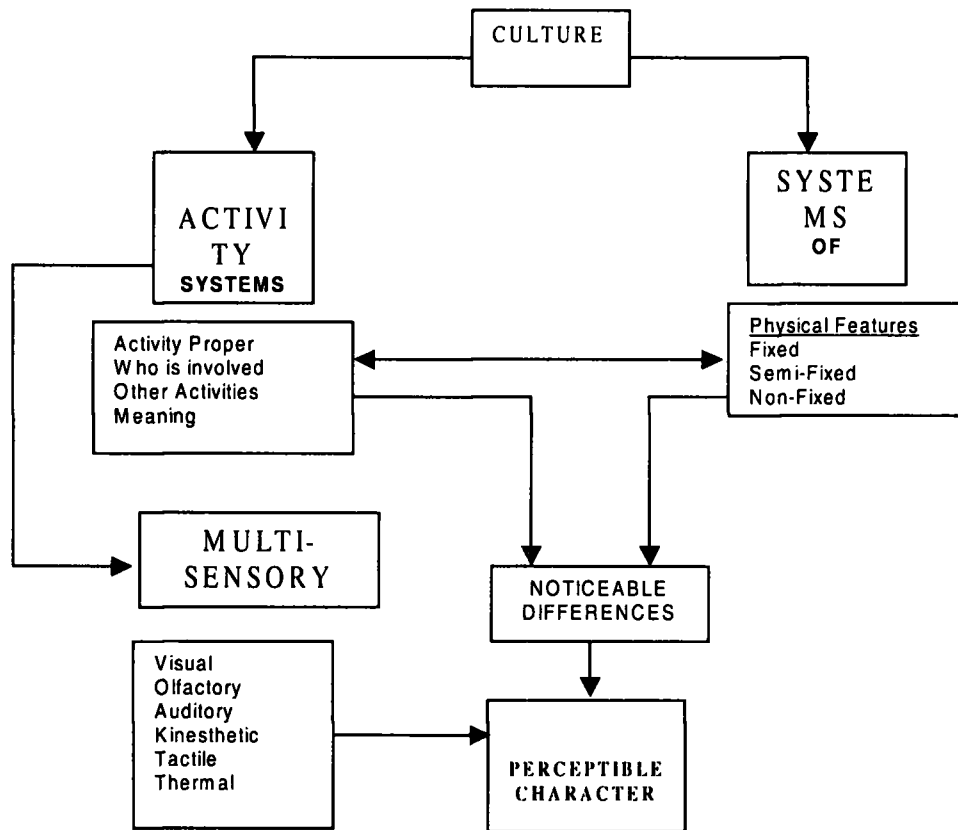 CULTURE
ACTIVI
TY
SYSTEMS
SYSTE
MS
OF
Activity Proper
Who is involved
Other Activities
Meaning
Physical Features
Fixed
Semi-Fixed
Non-Fixed
MULTI-
SENSORY
NOTICEABLE
DIFFERENCES
Visual
Olfactory
Auditory
Kinesthetic
Tactile
Thermal
PERCEPTIBLE
CHARACTER